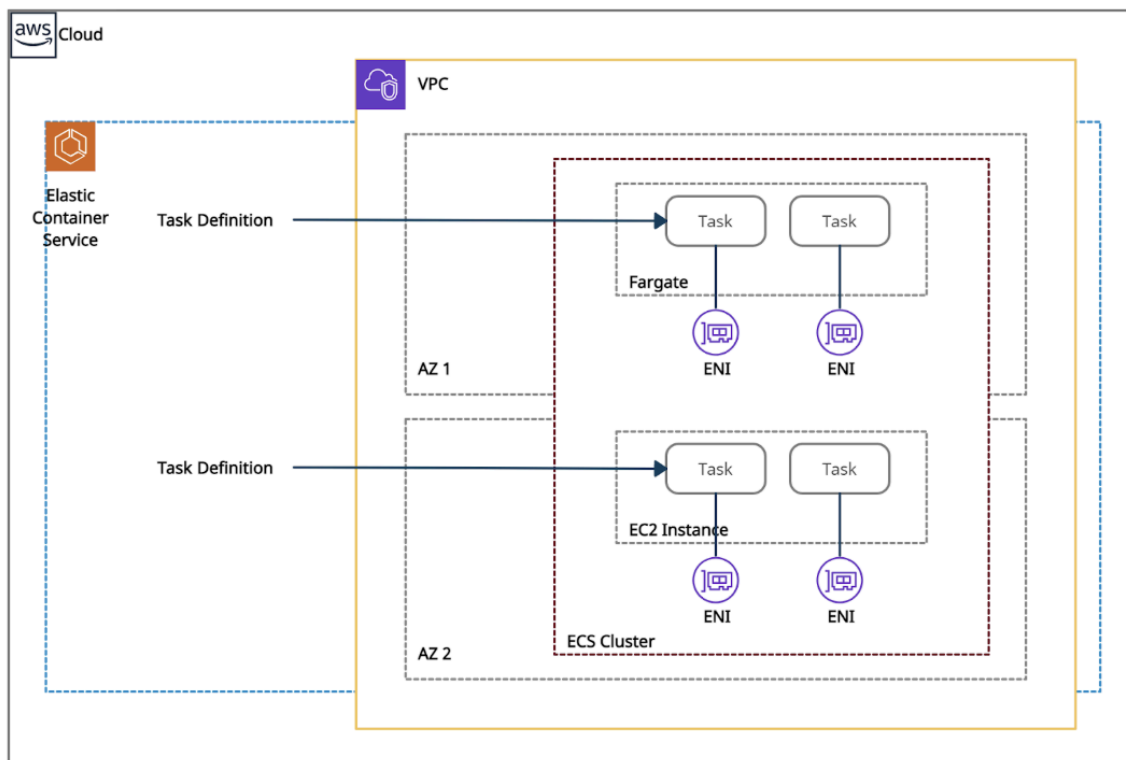 aws
Cloud
VPC
Elastic
Container
Service
Task Definition
Task
Task
Fargate
ENI
ENI
AZ 1
Task Definition
Task
Task
EC2 Instance
ENI
ENI
ECS Cluster
AZ 2